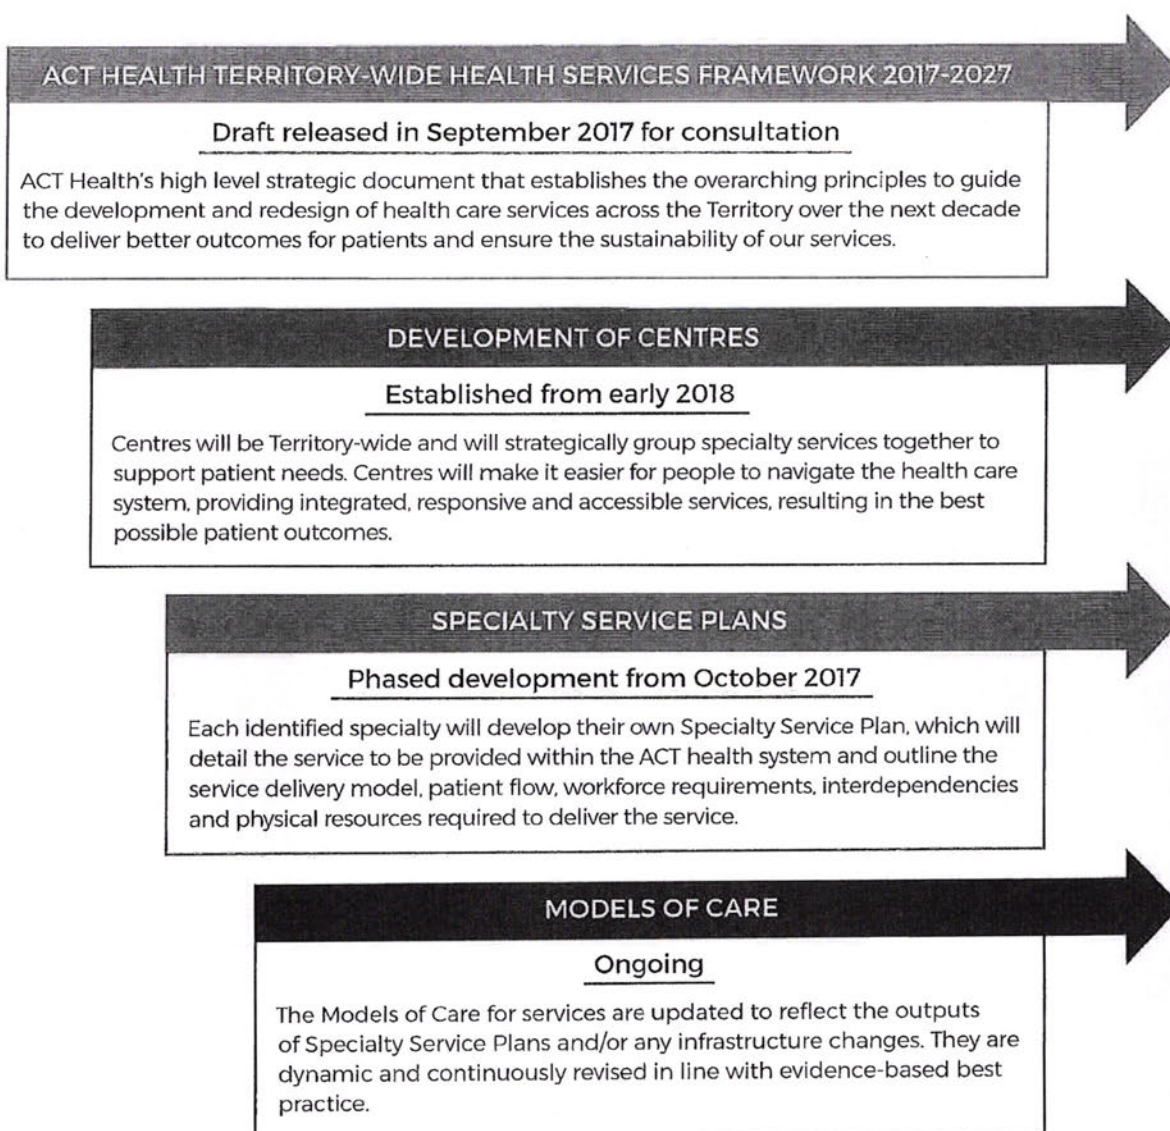 ACT HEALTH TERRITORY-WIDE HEALTH SERVICES FRAMEWORK 2017-2027
Draft released in September 2017 for consultation
ACT Health's high level strategic document that establishes the overarching principles to guide
the development and redesign of health care services across the Territory over the next decade
to deliver better outcomes for patients and ensure the sustainability of our services.
DEVELOPMENT OF CENTRES
Established from early 2018
Centres will be Territory-wide and will strategically group specialty services together to
support patient needs. Centres will make it easier for people to navigate the health care
system, providing integrated, responsive and accessible services, resulting in the best
possible patient outcomes.
SPECIALTY SERVICE PLANS
Phased development from October 2017
Each identified specialty will develop their own Specialty Service Plan, which will
detail the service to be provided within the ACT health system and outline the
service delivery model, patient flow, workforce requirements, interdependencies
and physical resources required to deliver the service.
MODELS OF CARE
Ongoing
The Models of Care for services are updated to reflect the outputs
of Specialty Service Plans and/or any infrastructure changes. They are
dynamic and continuously revised in line with evidence-based best
practice.